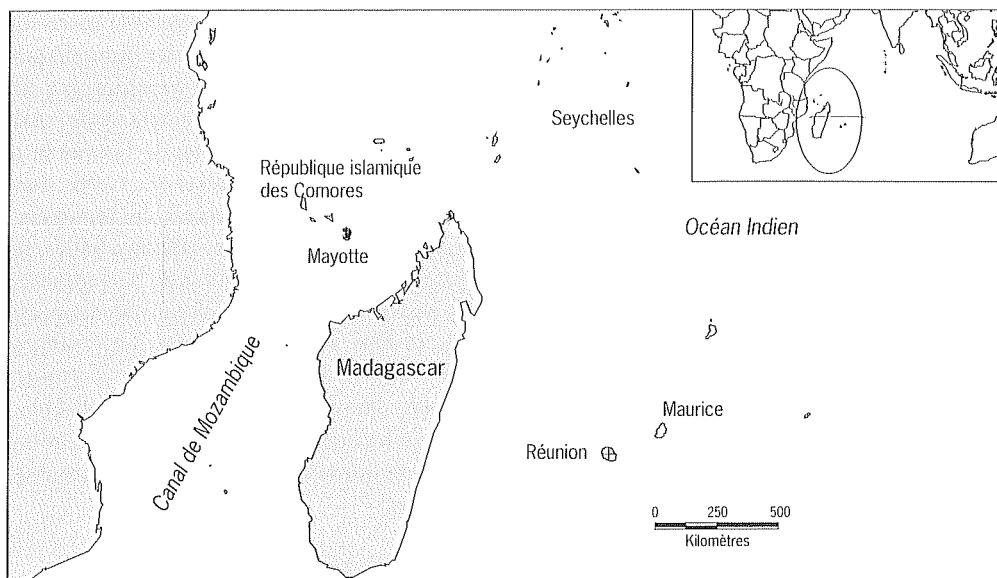 Seychelles
République islamique
des Comores
Mayotte
Océan Indien
Canal de Mozambique
Madagascar
Maurice
Réunion
0 250 500
Kilomètres